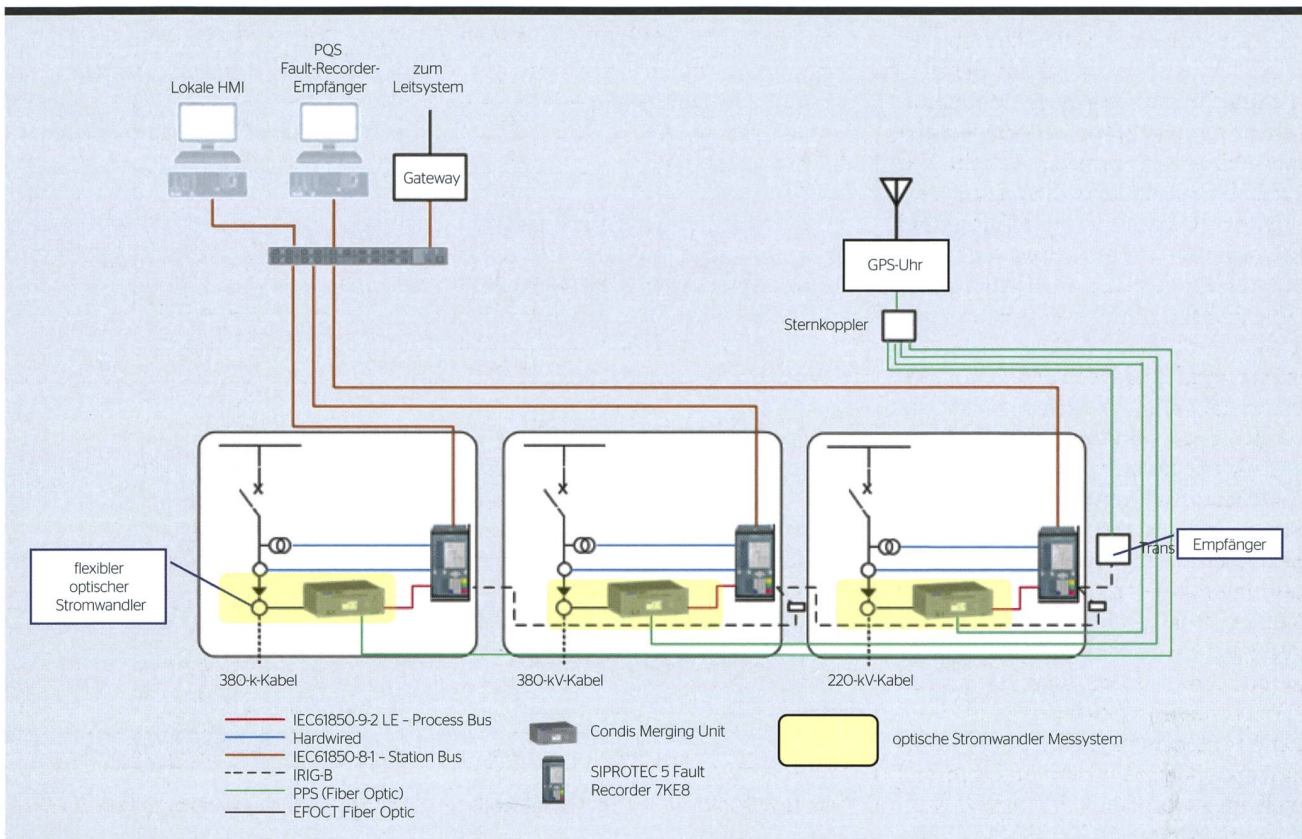 PQS
Lokale HMI
Fault-Recorder-
Empfänger
zum
Leitsystem
Gateway
GPS-Uhr
Sternkoppler
flexibler
optischer
Stromwandler
Trans
Empfänger
380-k-Kabel
380-kV-Kabel
220-kV-Kabel
IEC61850-9-2 LE – Process Bus
Hardwired
IEC61850-8-1 – Station Bus
IRIG-B
PPS (Fiber Optic)
EFOCT Fiber Optic
Condis Merging Unit
SIPROTEC 5 Fault
Recorder 7KE8
optische Stromwandler Messystem